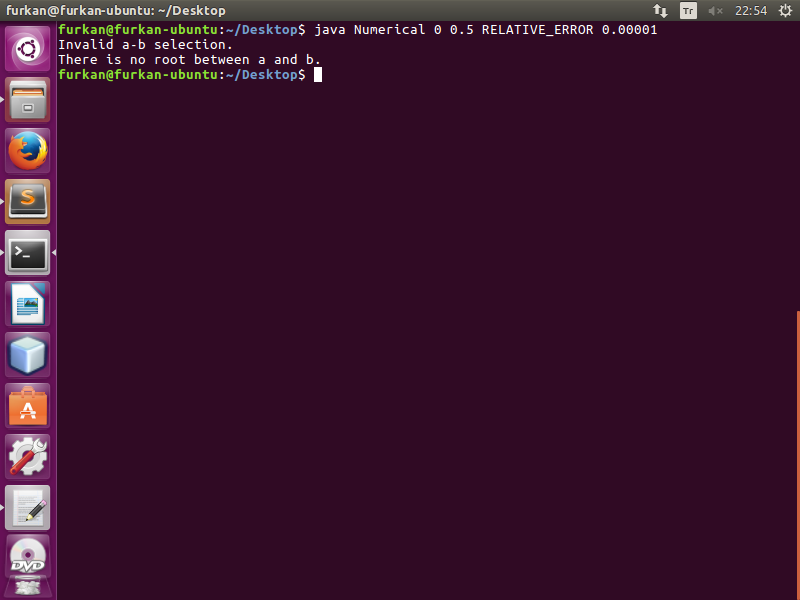 furkan@furkan-ubuntu: ~/Desktop
Tr
22:54
furkan@furkan-ubuntu:~/Desktop$ java Numerical 0 0.5 RELATIVE_ERROR 0.00001
Invalid a-b selection.
There is no root between a and b.
furkan@furkan-ubuntu:~/Desktop$
S
>_
A
DVD